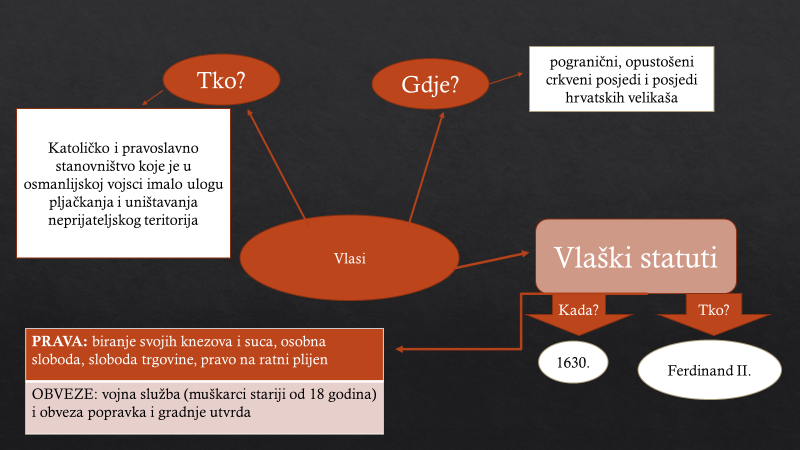 Tko?
Gdje?
pogranični, opustošeni
crkveni posjedi i posjedi
hrvatskih velikaša
Katoličko i pravoslavno
stanovništvo koje je u
osmanlijskoj vojsci imalo ulogu
pljačkanja i uništavanja
neprijateljskog teritorija
Vlasi
Vlaški statuti
Kada?
Tko?
1630.
Ferdinand II.
PRAVA: biranje svojih knezova i suca, osobna
sloboda, sloboda trgovine, pravo na ratni plijen
OBVEZE: vojna služba (muškarci stariji od 18 godina)
i obveza popravka i gradnje utvrda